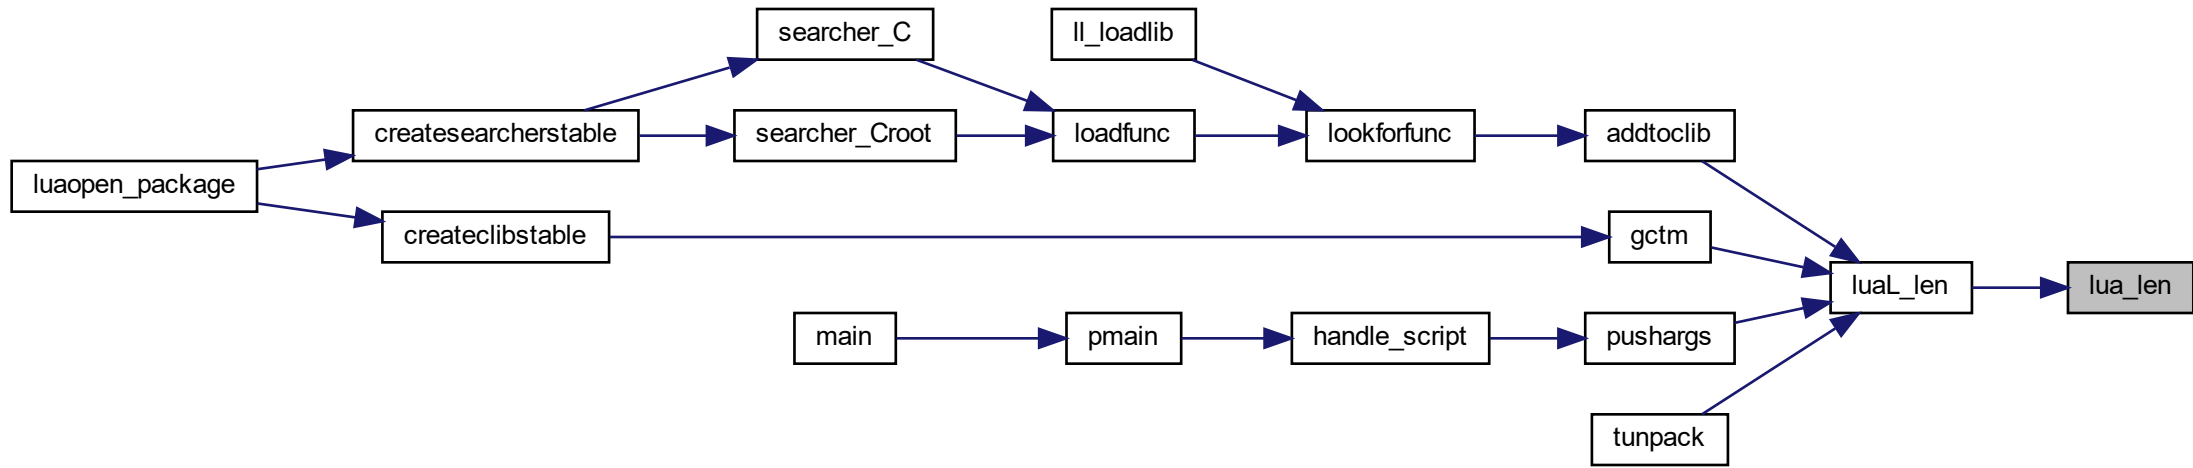 searcher_C
ll_loadlib
createsearcherstable
searcher_Croot
loadfunc
lookforfunc
addtoclib
luaopen_package
createclibstable
gctm
luaL_len
lua_len
main
pmain
handle_script
pushargs
tunpack